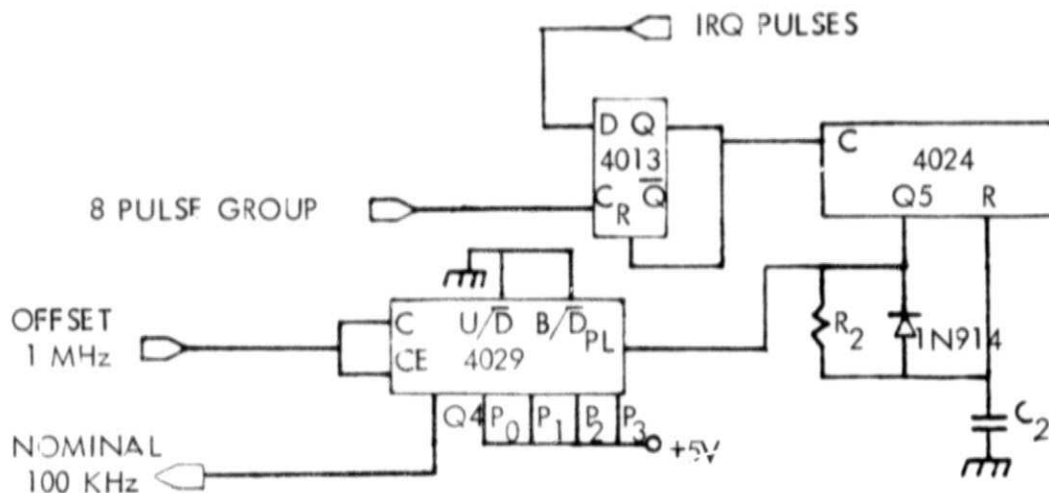 IRQ PULSES
D Q
4013
C Q̅
R
8 PULSE GROUP
C
4024
Q5 R
OFFSET
1 MHz
C U/D̅ B/D̅ PL
CE 4029
R2
1N914
C2
Q4 P0 P1 P2 P3
+5V
NOMINAL
100 KHz